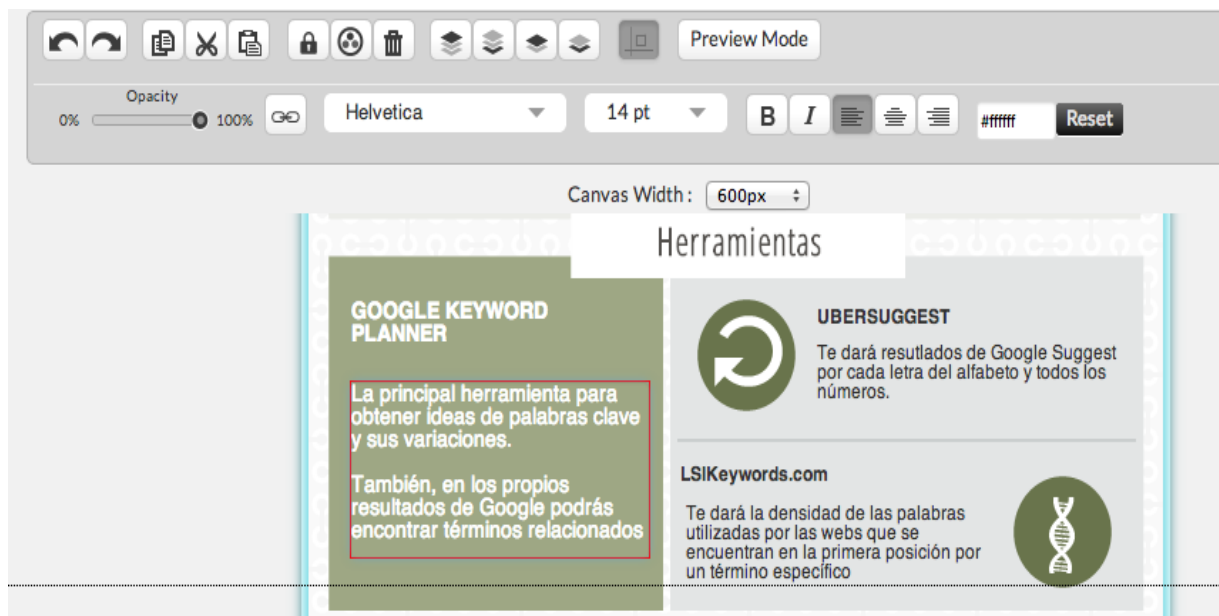 Preview Mode
Opacity
0% 100% Helvetica 14 pt B I #ffffff Reset
Canvas Width : 600px
Herramientas
GOOGLE KEYWORD
PLANNER
La principal herramienta para
obtener ideas de palabras clave
y sus variaciones.
También, en los propios
resultados de Google podrás
encontrar términos relacionados
UBERSUGGEST
Te dará resutlados de Google Suggest
por cada letra del alfabeto y todos los
números.
LSIKeywords.com
Te dará la densidad de las palabras
utilizadas por las webs que se
encuentran en la primera posición por
un término específico